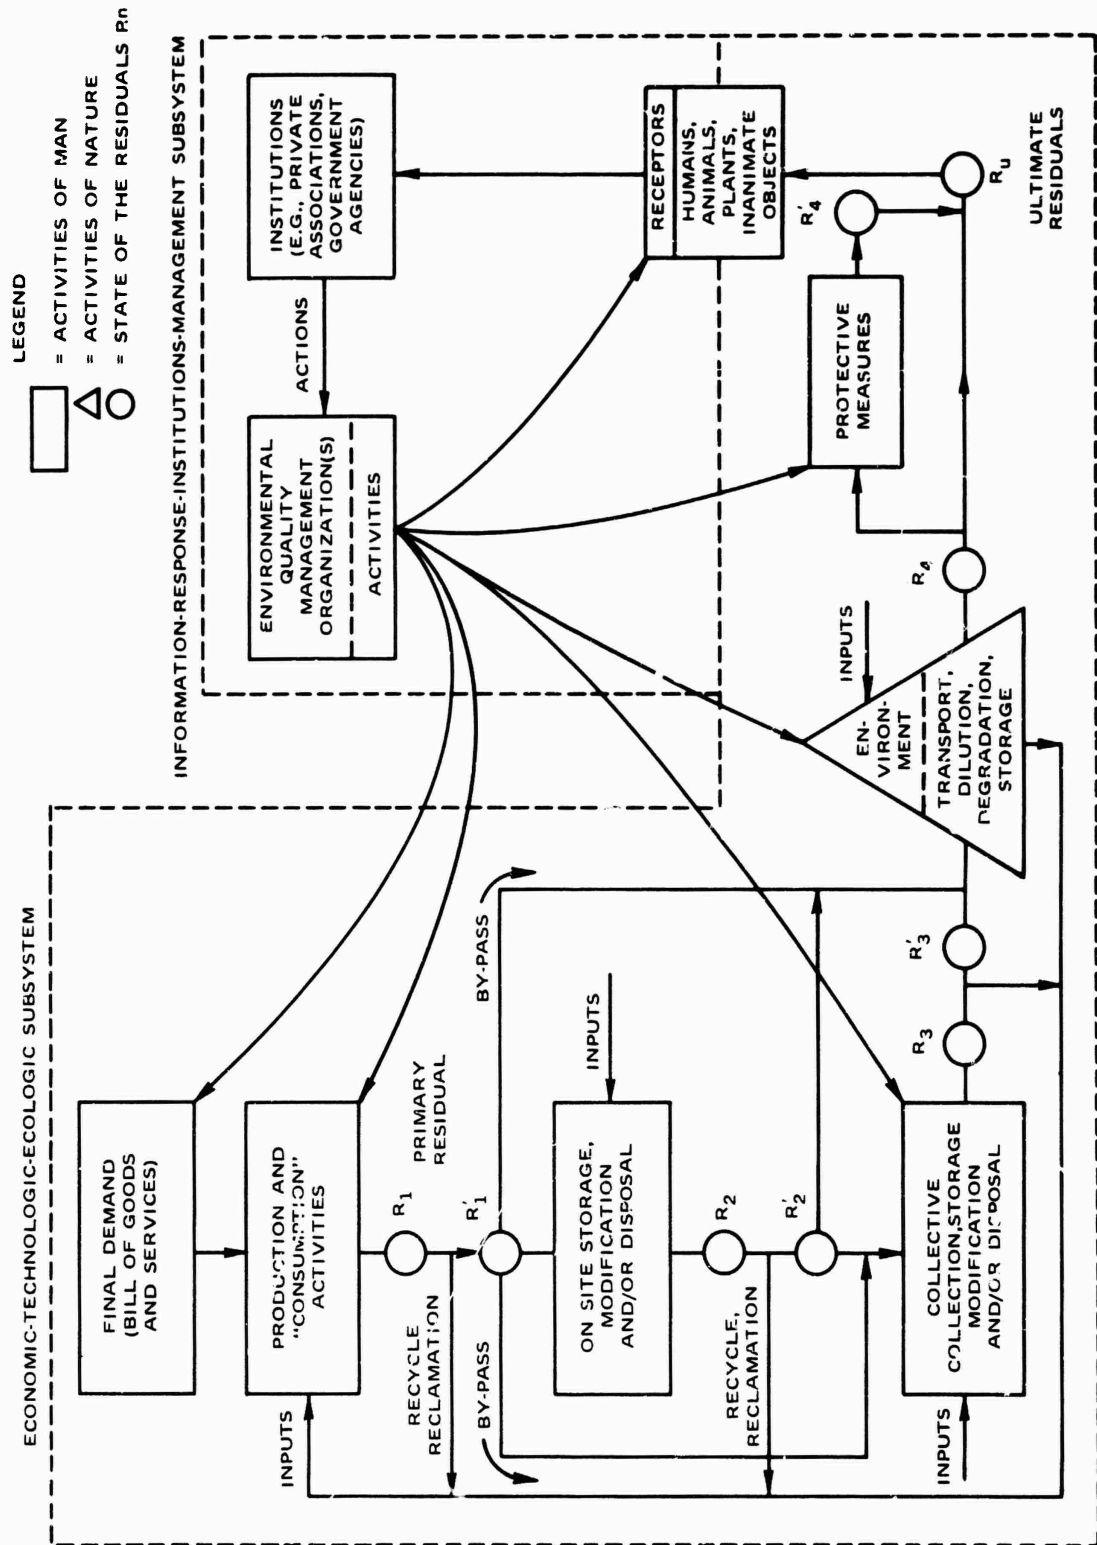 LEGEND
= ACTIVITIES OF MAN
= ACTIVITIES OF NATURE
= STATE OF THE RESIDUALS Rn
ECONOMIC-TECHNOLOGIC-ECOLOGIC SUBSYSTEM
INFORMATION-RESPONSE-INSTITUTIONS-MANAGEMENT SUBSYSTEM
FINAL DEMAND
(BILL OF GOODS
AND SERVICES)
INPUTS
PRODUCTION AND
"CONSUMPTION"
ACTIVITIES
R1
PRIMARY
RESIDUAL
RECYCLE
RECLAMATION
R'1
BY-PASS
BY-PASS
ON SITE STORAGE,
MODIFICATION
AND/OR DISPOSAL
INPUTS
R2
RECYCLE,
RECLAMATION
R'2
INPUTS
COLLECTIVE
COLLECTION,STORAGE
MODIFICATION
AND/OR DISPOSAL
R3
R'3
ENVIRONMENTAL
QUALITY
MANAGEMENT
ORGANIZATION(S)
ACTIVITIES
ACTIONS
INSTITUTIONS
(E.G., PRIVATE
ASSOCIATIONS,
GOVERNMENT
AGENCIES)
RECEPTORS
HUMANS,
ANIMALS,
PLANTS,
INANIMATE
OBJECTS
INPUTS
EN-
VIRON-
MENT
TRANSPORT,
DILUTION,
DEGRADATION,
STORAGE
R4
PROTECTIVE
MEASURES
R'4
Ru
ULTIMATE
RESIDUALS